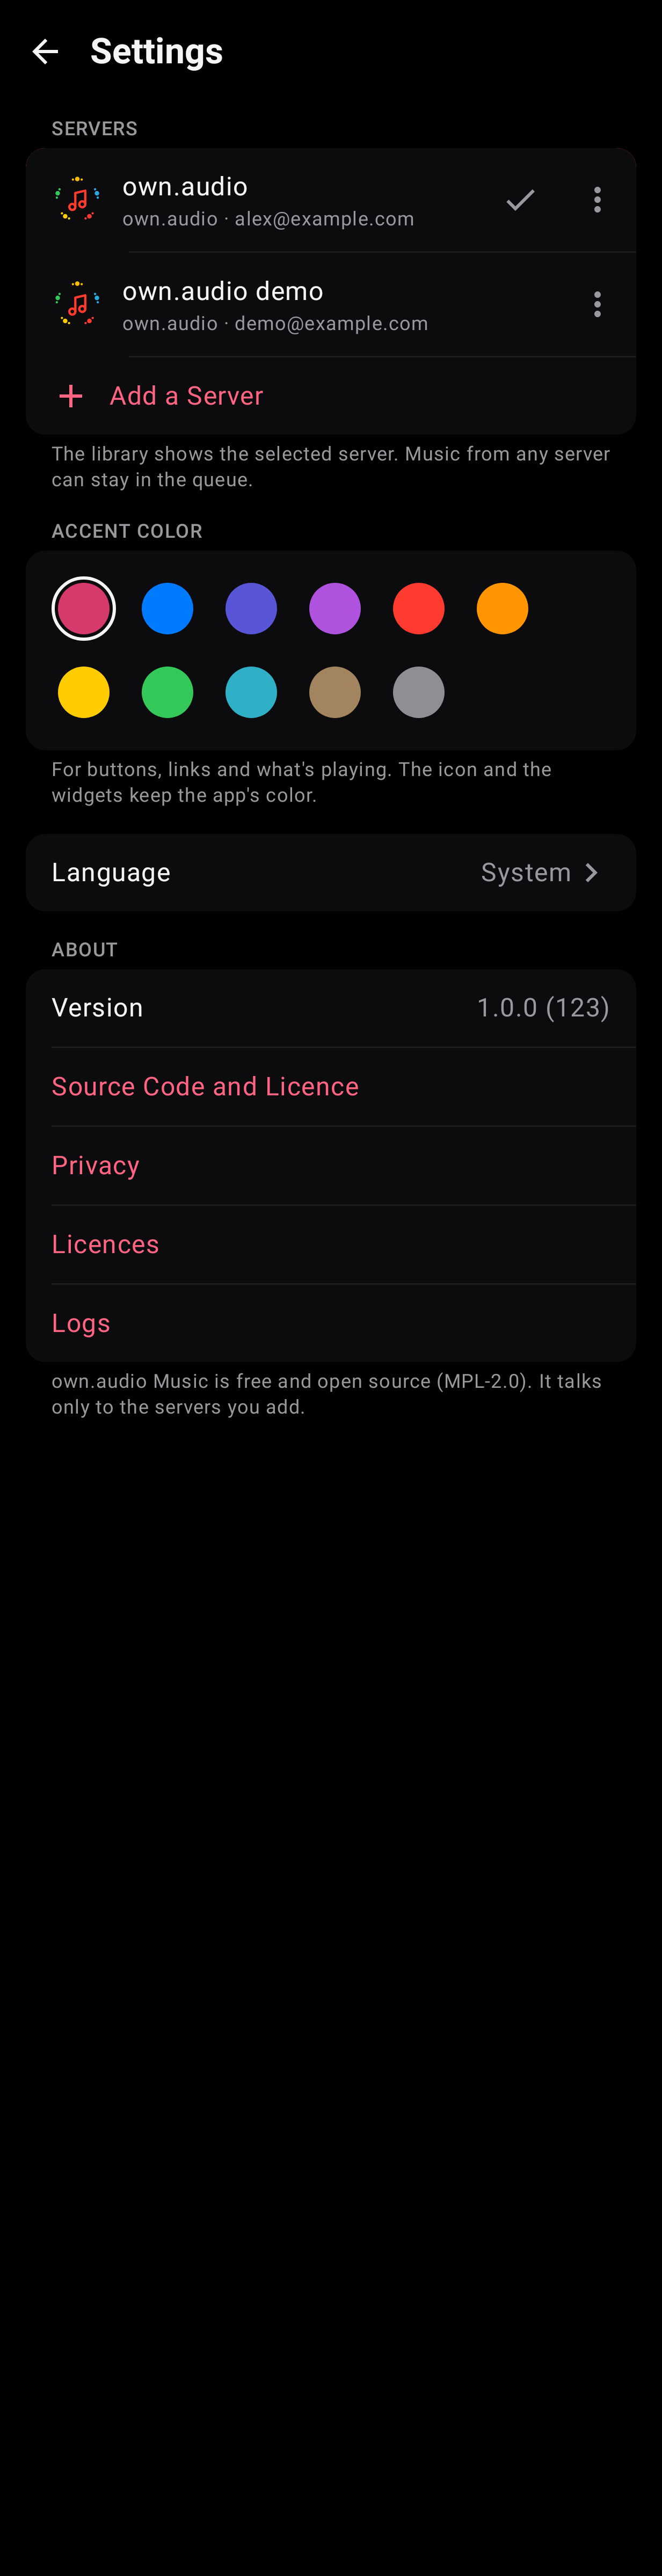 Settings
SERVERS
own.audio
own.audio · alex@example.com
own.audio demo
own.audio · demo@example.com
Add a Server
The library shows the selected server. Music from any server
can stay in the queue.
ACCENT COLOR
For buttons, links and what's playing. The icon and the
widgets keep the app's color.
Language System
ABOUT
Version 1.0.0 (123)
Source Code and Licence
Privacy
Licences
Logs
own.audio Music is free and open source (MPL-2.0). It talks
only to the servers you add.